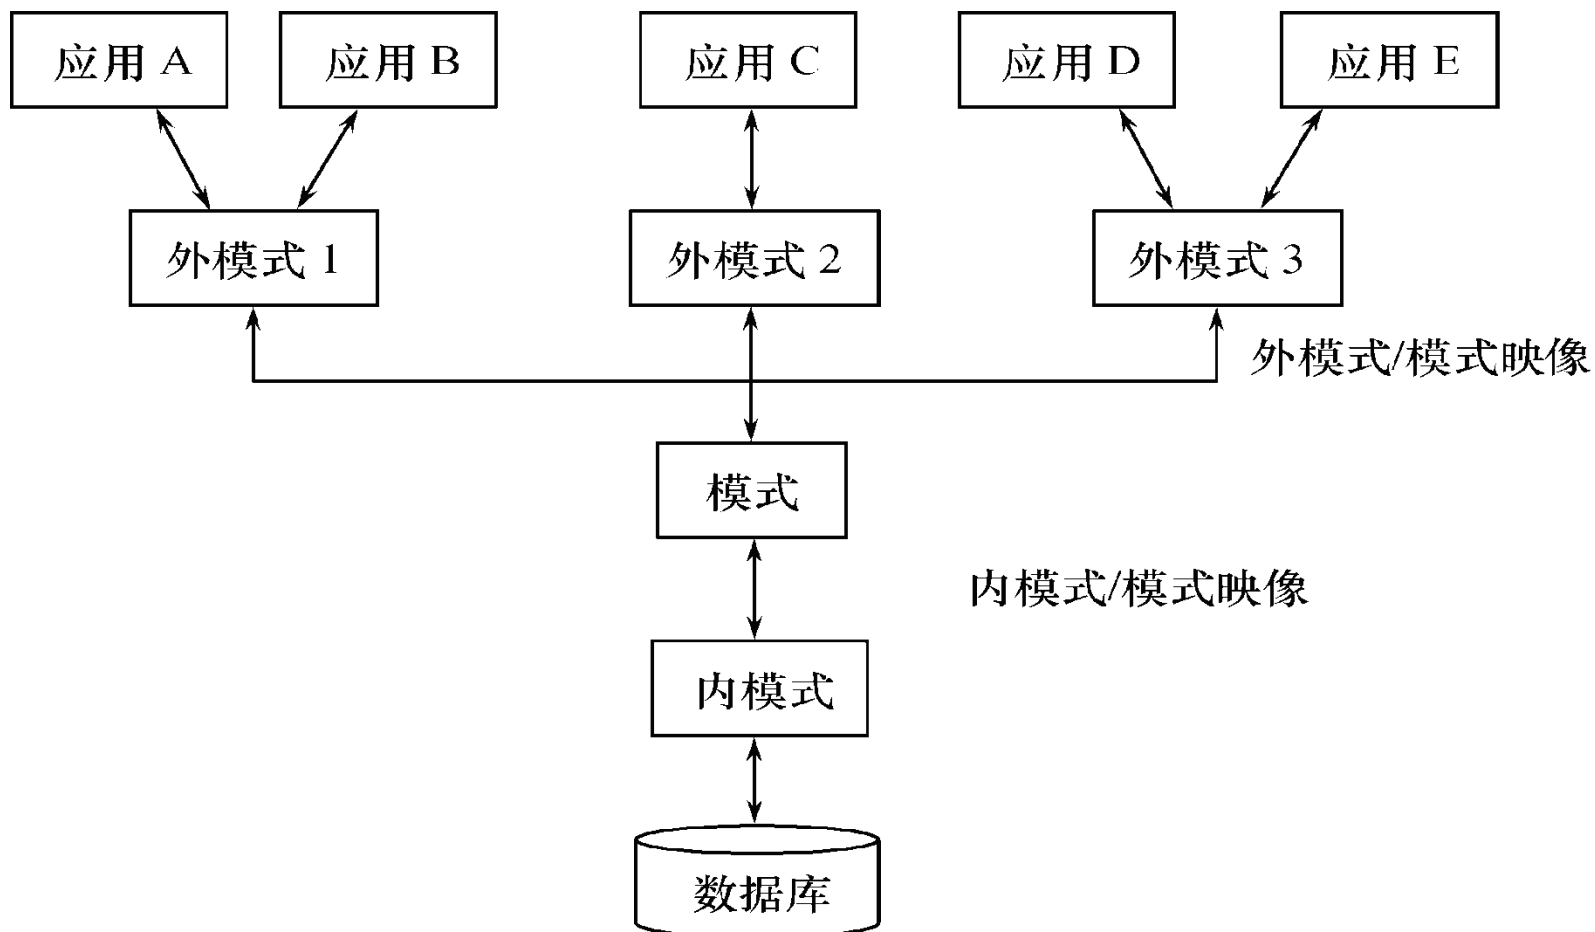 应用 A
应用 B
应用 C
应用 D
应用 E
外模式 1
外模式 2
外模式 3
外模式/模式映像
模式
内模式/模式映像
内模式
数据库